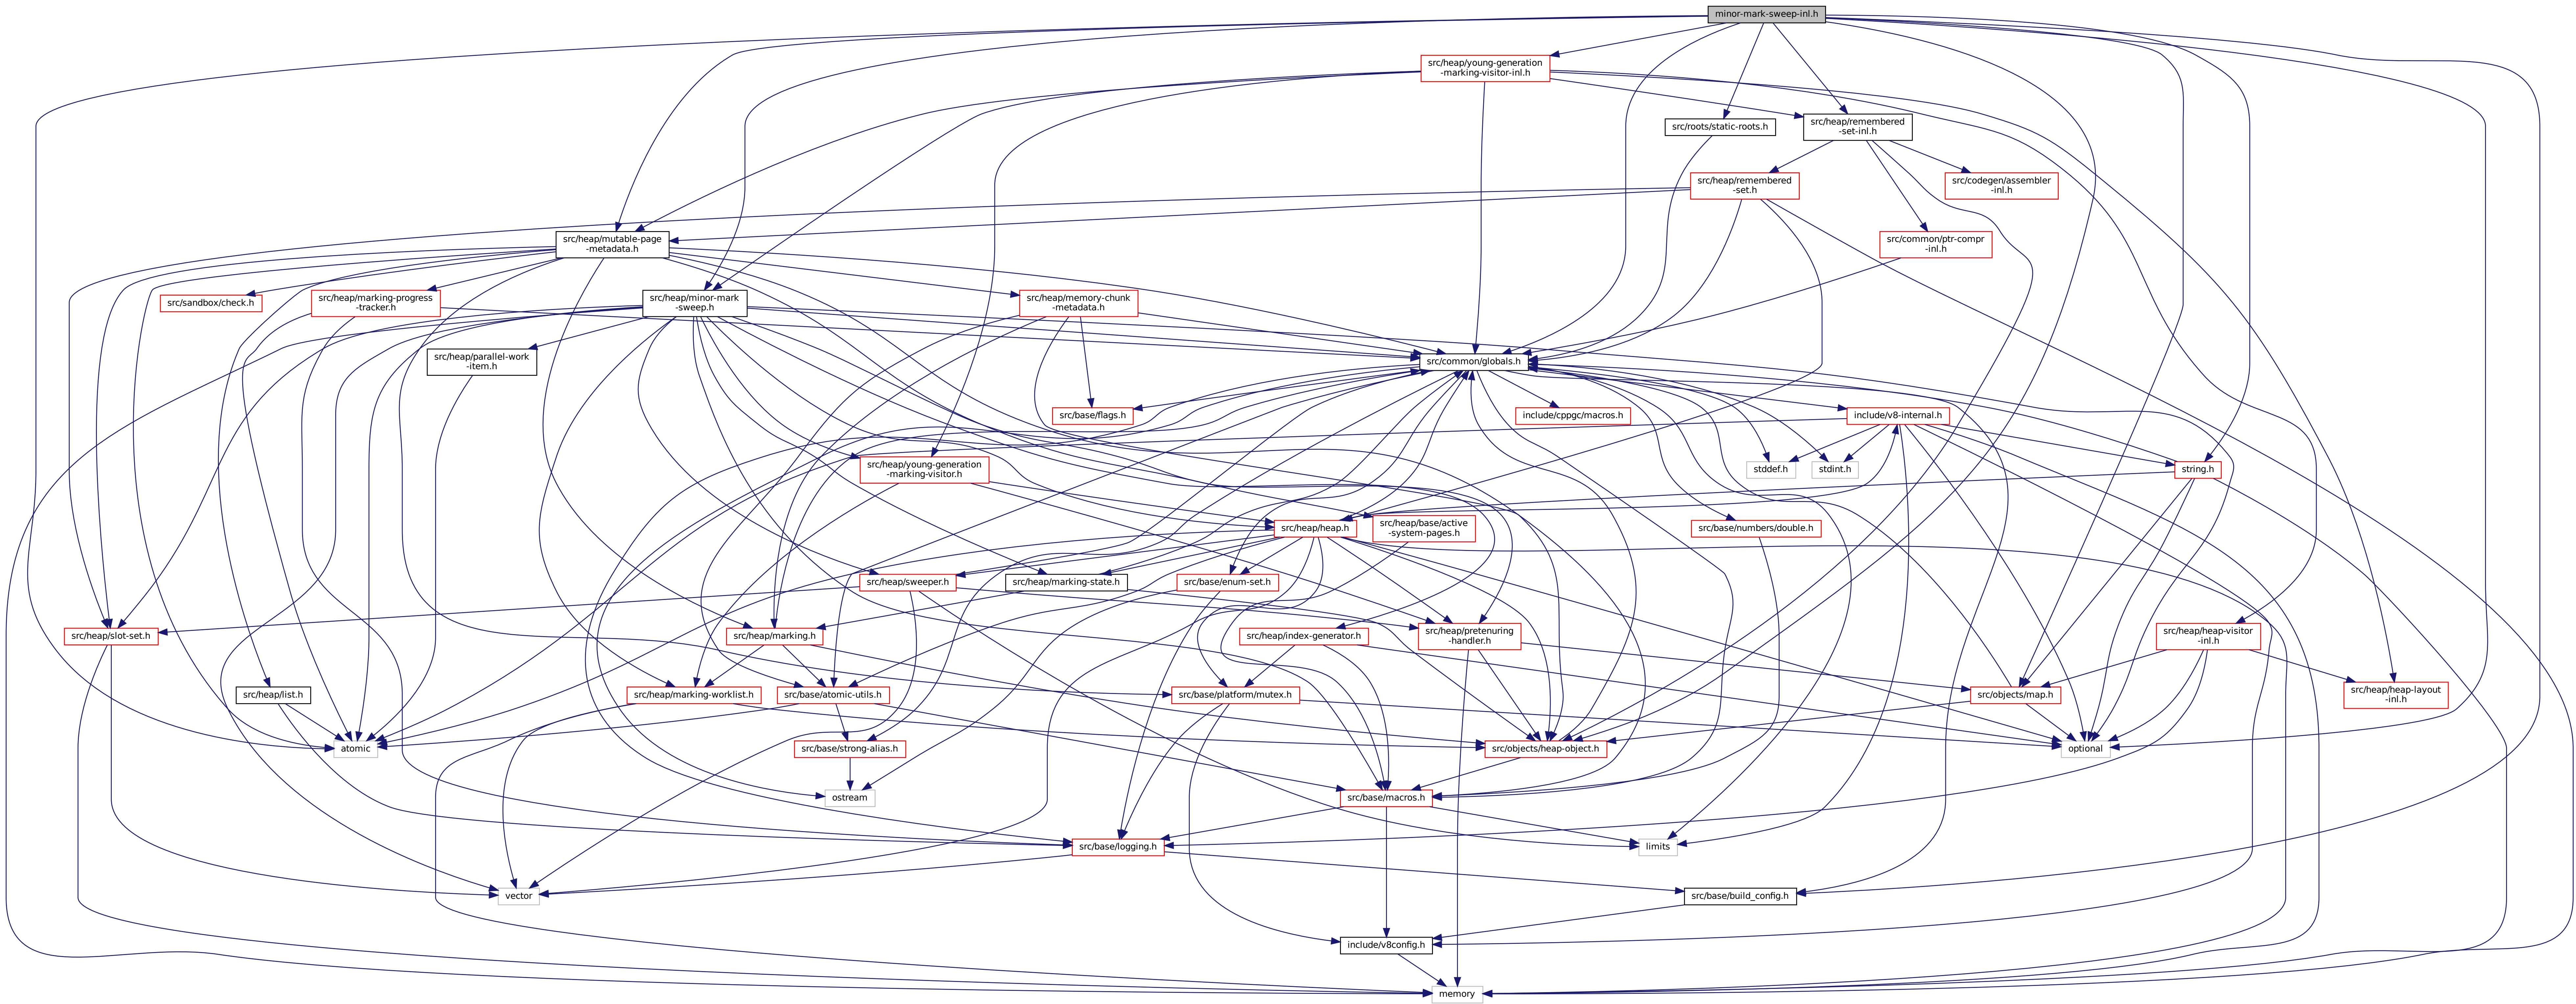 minor-mark-sweep-inl.h
src/heap/young-generation
-marking-visitor-inl.h
src/roots/static-roots.h
src/heap/remembered
-set-inl.h
src/heap/remembered
-set.h
src/codegen/assembler
-inl.h
src/heap/mutable-page
-metadata.h
src/common/ptr-compr
-inl.h
src/sandbox/check.h
src/heap/marking-progress
-tracker.h
src/heap/minor-mark
-sweep.h
src/heap/memory-chunk
-metadata.h
src/heap/parallel-work
-item.h
src/common/globals.h
src/base/flags.h
include/cppgc/macros.h
include/v8-internal.h
src/heap/young-generation
-marking-visitor.h
stddef.h
stdint.h
string.h
src/heap/heap.h
src/heap/base/active
-system-pages.h
src/base/numbers/double.h
src/heap/sweeper.h
src/heap/marking-state.h
src/base/enum-set.h
src/heap/slot-set.h
src/heap/marking.h
src/heap/index-generator.h
src/heap/pretenuring
-handler.h
src/heap/heap-visitor
-inl.h
src/heap/list.h
src/heap/marking-worklist.h
src/base/atomic-utils.h
src/base/platform/mutex.h
src/objects/map.h
src/heap/heap-layout
-inl.h
atomic
src/base/strong-alias.h
src/objects/heap-object.h
optional
ostream
src/base/macros.h
src/base/logging.h
limits
vector
src/base/build_config.h
include/v8config.h
memory